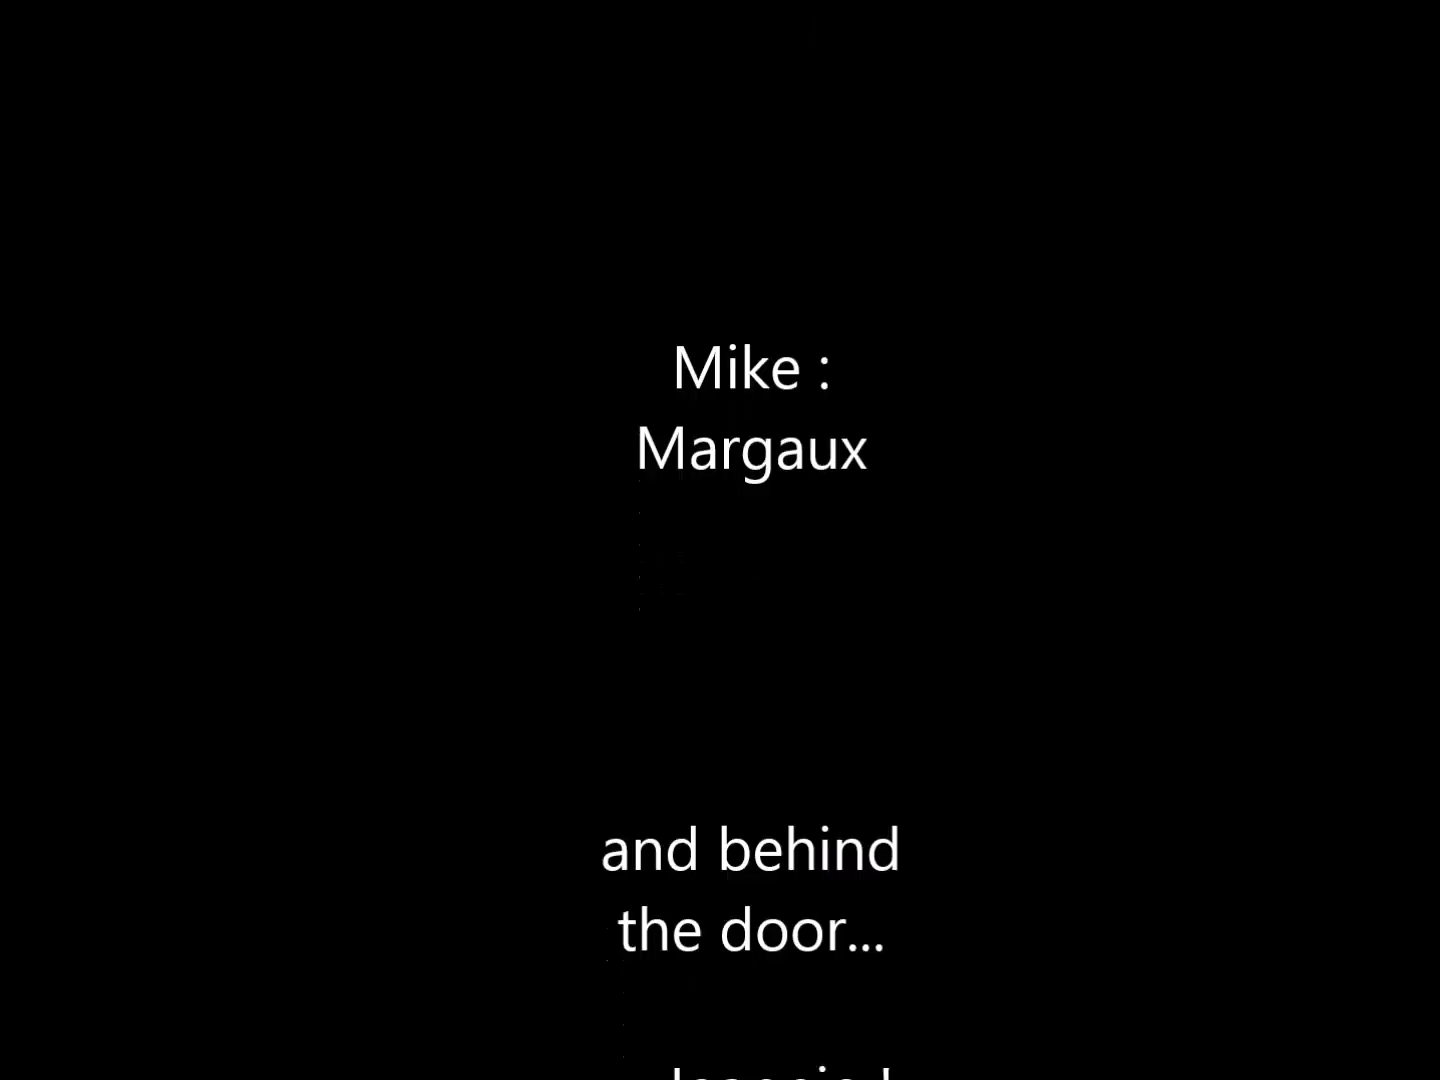 Mike :
Margaux
and behind
the door...